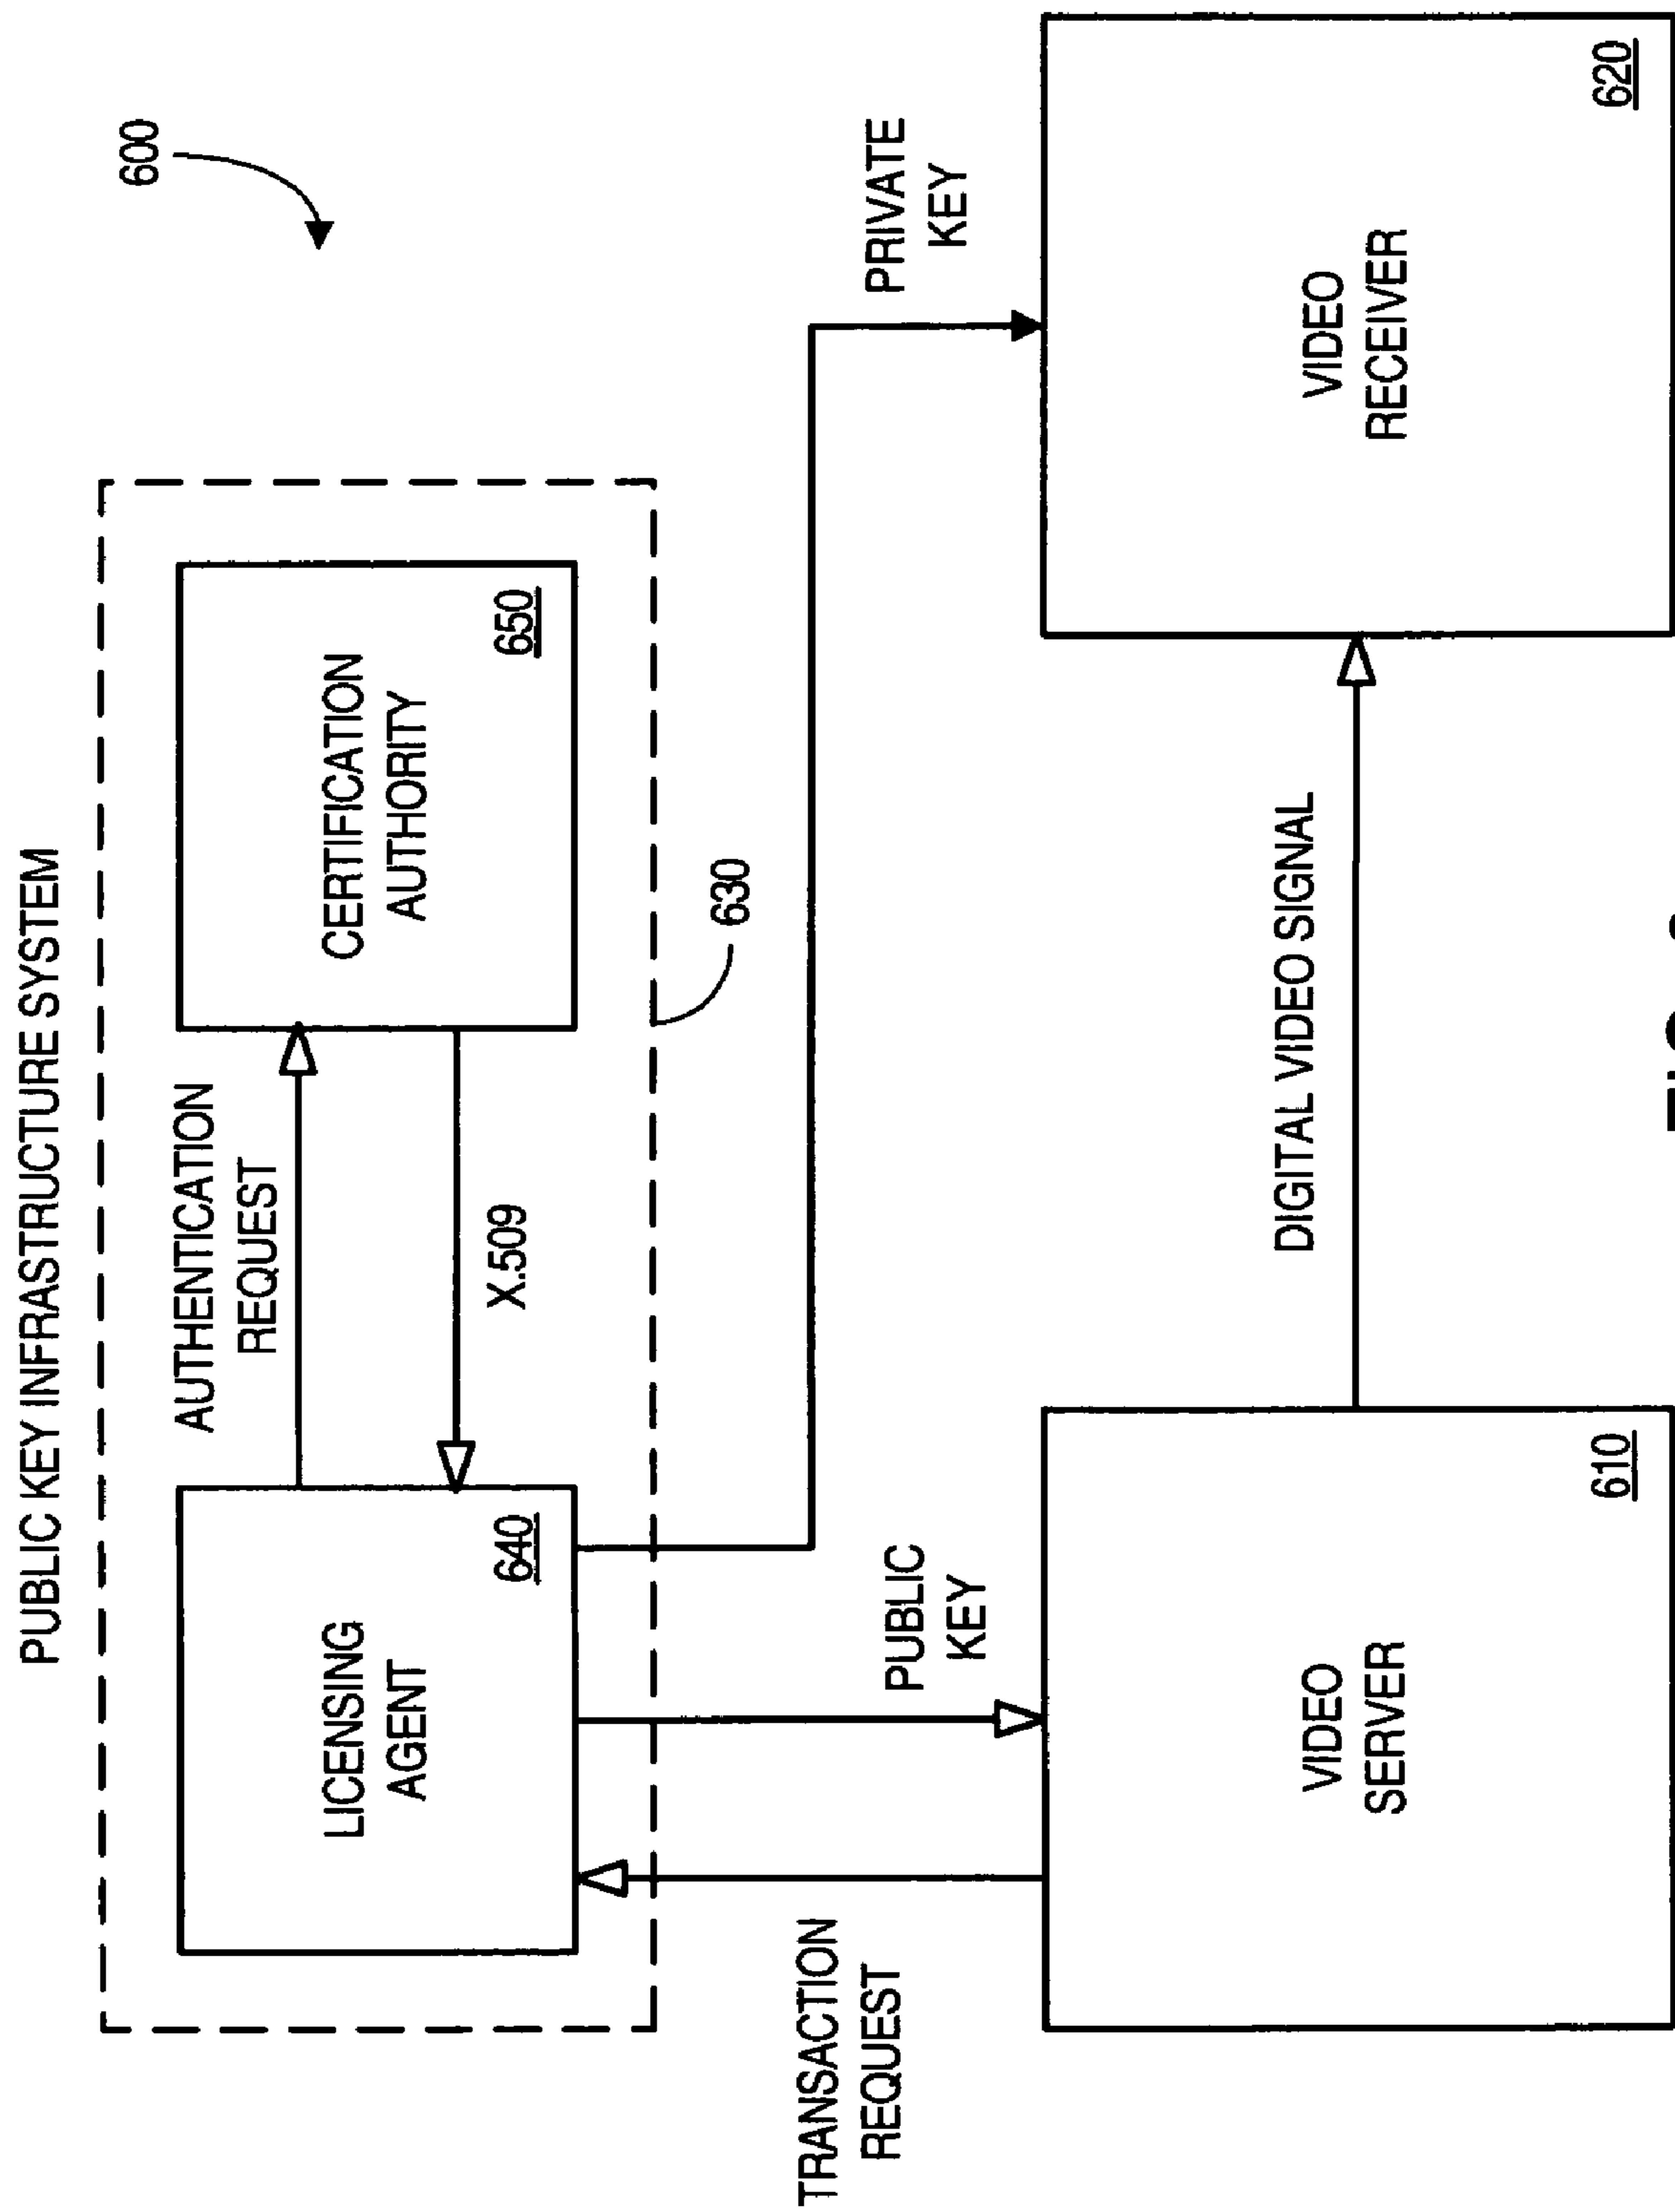 PUBLIC KEY INFRASTRUCTURE SYSTEM
600
LICENSING
AGENT
640
AUTHENTICATION
REQUEST
X.509
CERTIFICATION
AUTHORITY
650
630
TRANSACTION
REQUEST
PUBLIC
KEY
PRIVATE
KEY
VIDEO
SERVER
610
DIGITAL VIDEO SIGNAL
VIDEO
RECEIVER
620